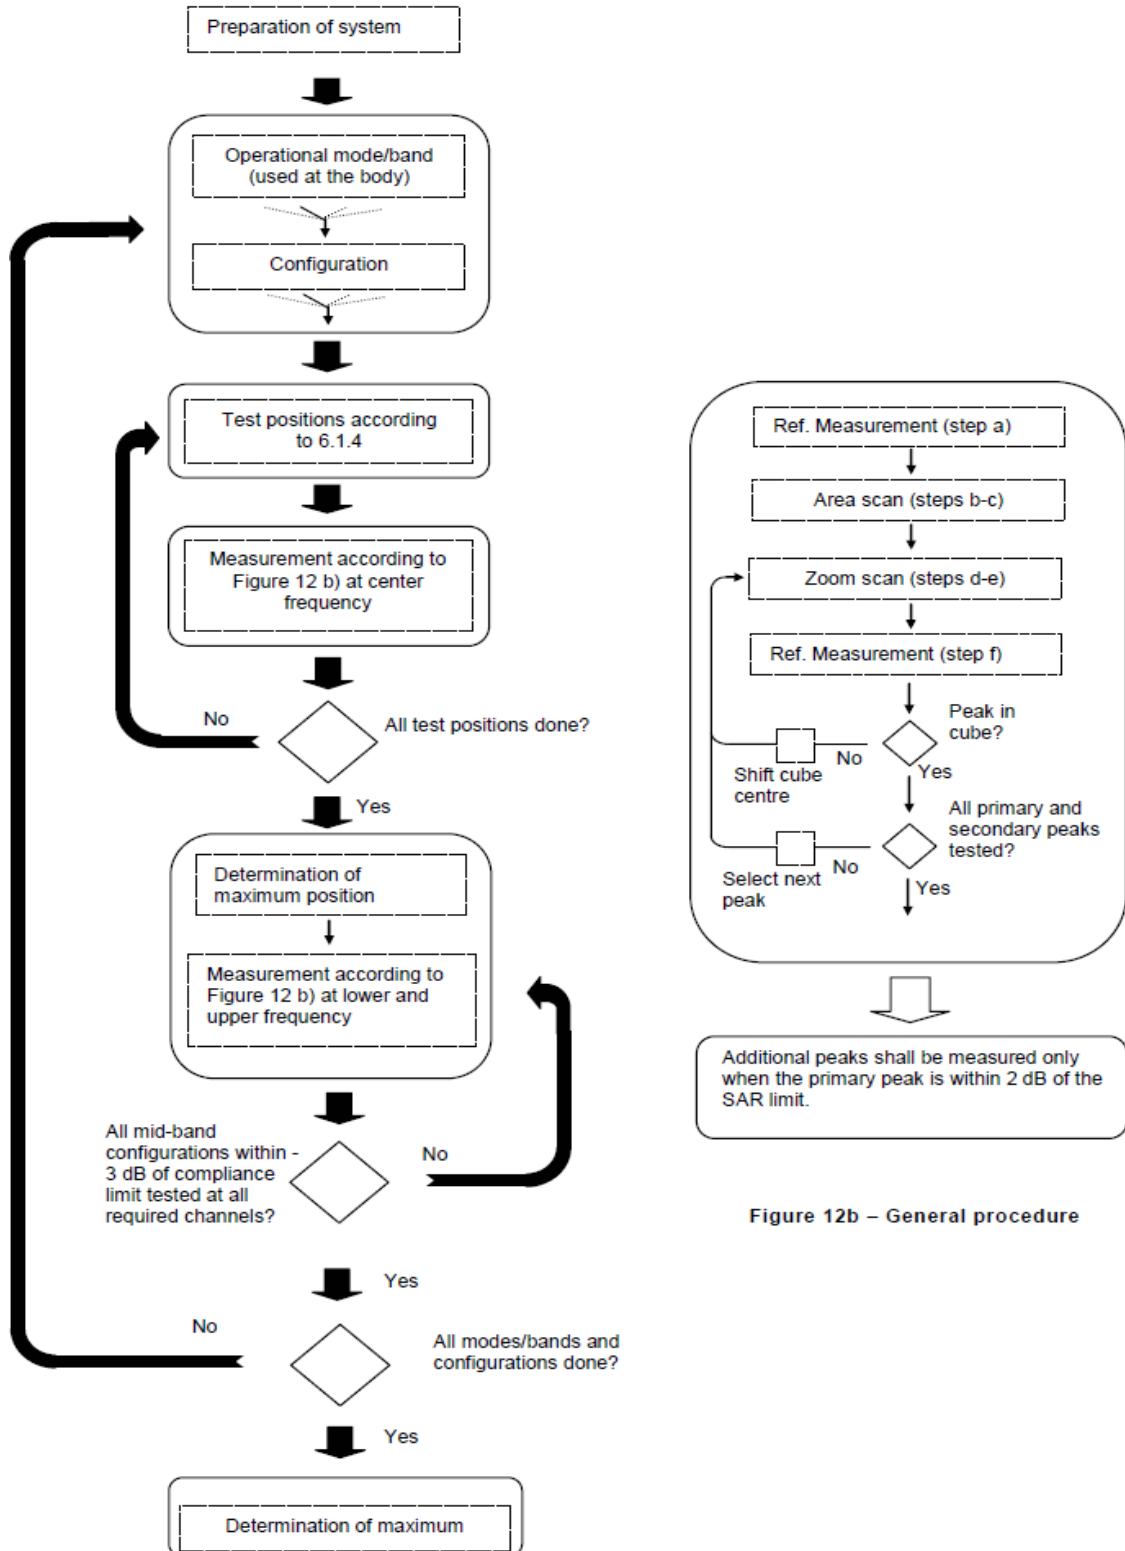 Preparation of system
Operational mode/band
(used at the body)
Configuration
Test positions according
to 6.1.4
Measurement according to
Figure 12 b) at center
frequency
No
All test positions done?
Yes
Determination of
maximum position
Measurement according to
Figure 12 b) at lower and
upper frequency
All mid-band
configurations within -
3 dB of compliance
limit tested at all
required channels?
No
Yes
No
All modes/bands and
configurations done?
Yes
Determination of maximum
Ref. Measurement (step a)
Area scan (steps b-c)
Zoom scan (steps d-e)
Ref. Measurement (step f)
Peak in
cube?
No
Shift cube
centre
Yes
All primary and
secondary peaks
tested?
No
Select next
peak
Yes
Additional peaks shall be measured only
when the primary peak is within 2 dB of the
SAR limit.
Figure 12b – General procedure